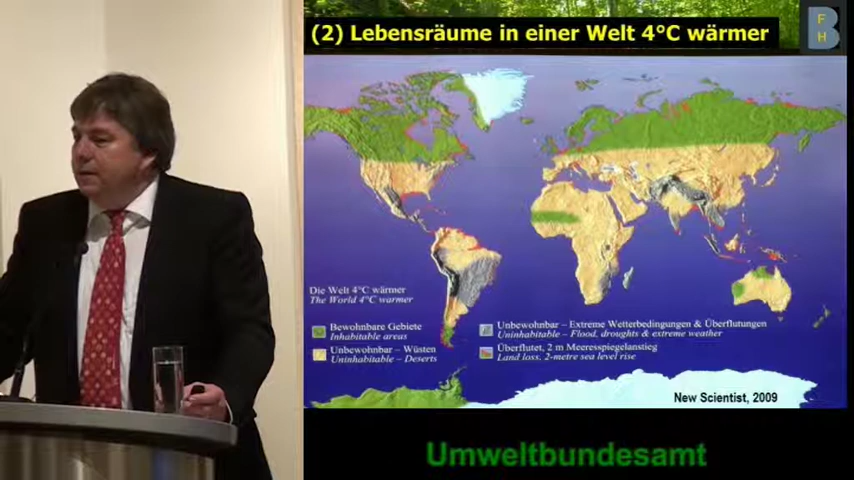 (2) Lebensräume in einer Welt 4°C wärmer
F
B
H
Die Welt 4°C wärmer
The World 4°C warmer
Bewohnbare Gebiete
Inhabitable areas
Unbewohnbar – Wüsten
Uninhabitable – Deserts
Unbewohnbar – Extreme Wetterbedingungen & Überflutungen
Uninhabitable – Flood, droughts & extreme weather
Überflutet, 2 m Meeresspiegelanstieg
Land loss, 2-metre sea level rise
New Scientist, 2009
Umweltbundesamt